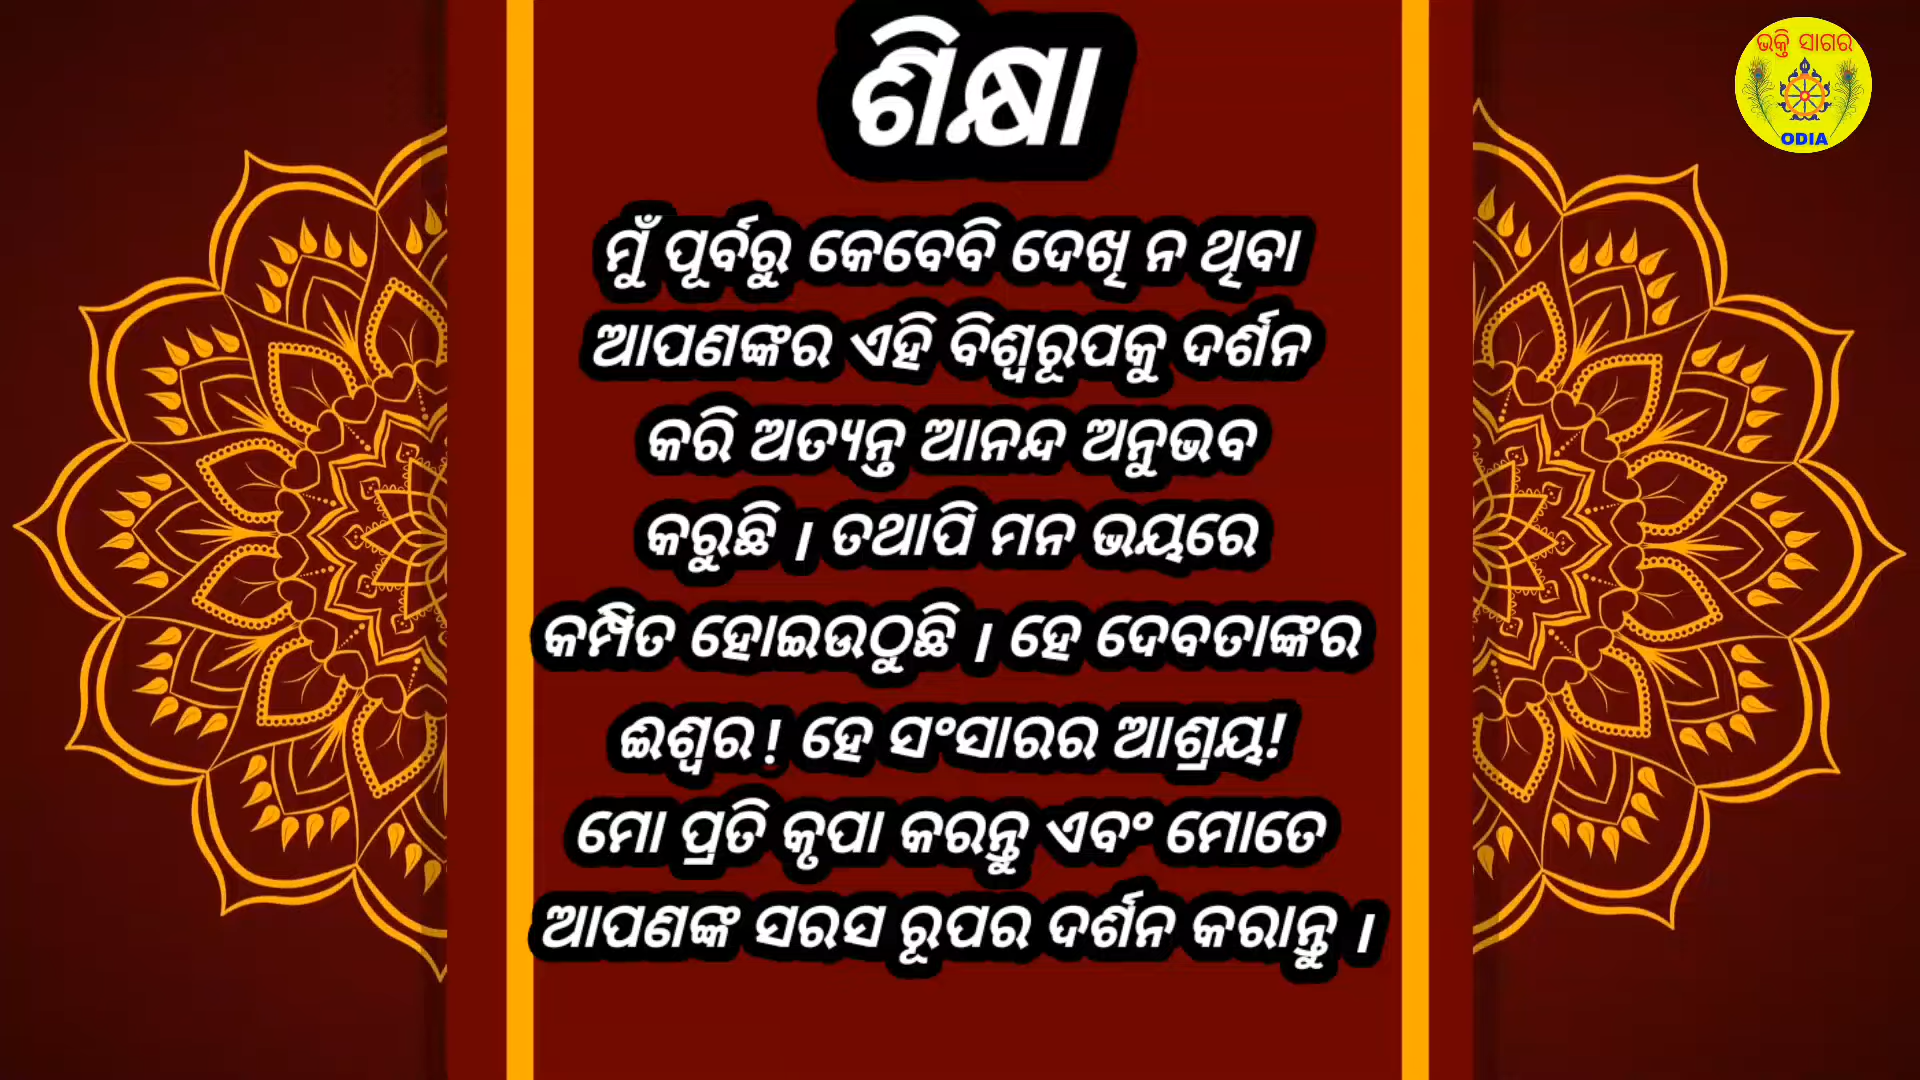 ଶିକ୍ଷା
ଭକ୍ତି ସାଗର
ODIA
ମୁଁ ପୂର୍ବରୁ କେବେବି ଦେଖି ନ ଥିବା
ଆପଣଙ୍କର ଏହି ବିଶ୍ୱରୂପକୁ ଦର୍ଶନ
କରି ଅତ୍ୟନ୍ତ ଆନନ୍ଦ ଅନୁଭବ
କରୁଛି । ତଥାପି ମନ ଭୟରେ
କମ୍ପିତ ହୋଇଉଠୁଛି । ହେ ଦେବତାଙ୍କର
ଈଶ୍ୱର! ହେ ସଂସାରର ଆଶ୍ରୟ!
ମୋ ପ୍ରତି କୃପା କରନ୍ତୁ ଏବଂ ମୋତେ
ଆପଣଙ୍କ ସରସ ରୂପର ଦର୍ଶନ କରାନ୍ତୁ ।